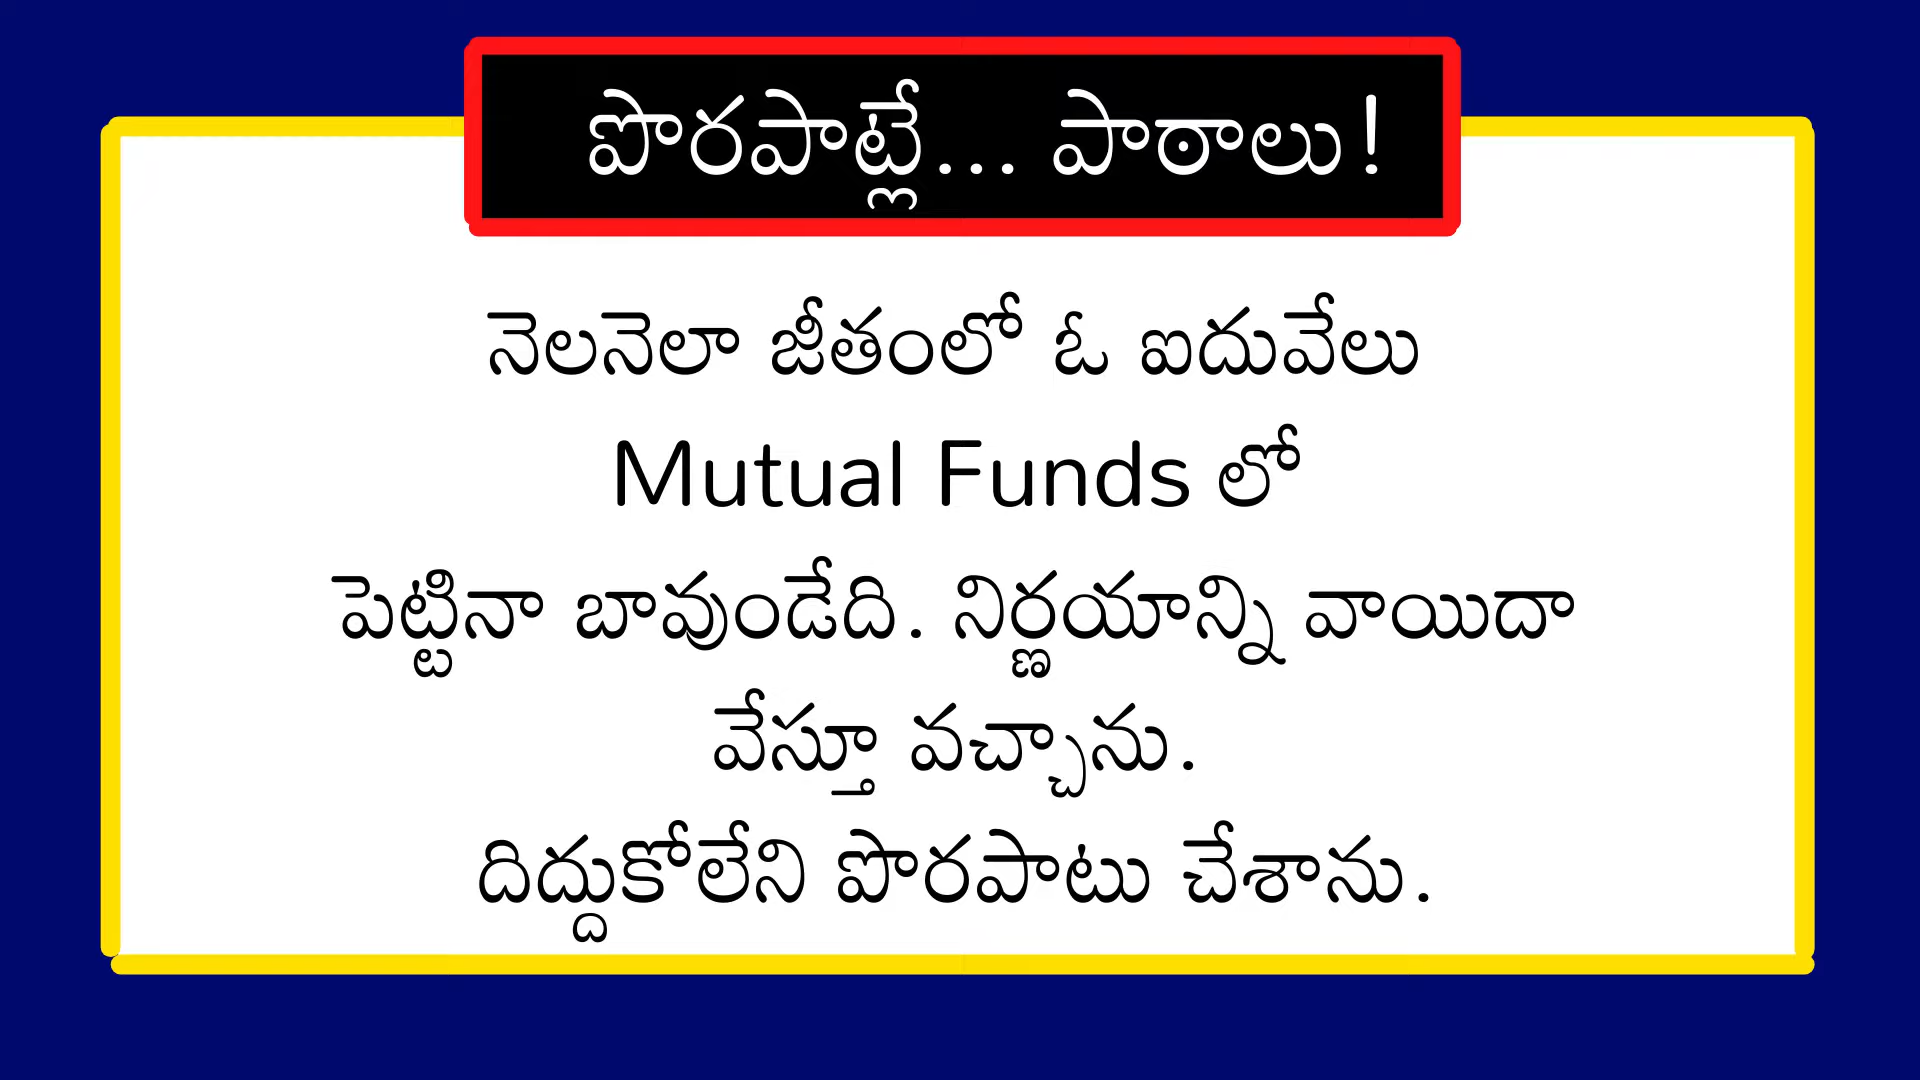 పొరపాట్లే... పాఠాలు!
నెలనెలా జీతంలో ఓ ఐదువేలు
Mutual Funds లో
పెట్టినా బావుండేది. నిర్ణయాన్ని వాయిదా
వేస్తూ వచ్చాను.
దిద్దుకోలేని పొరపాటు చేశాను.